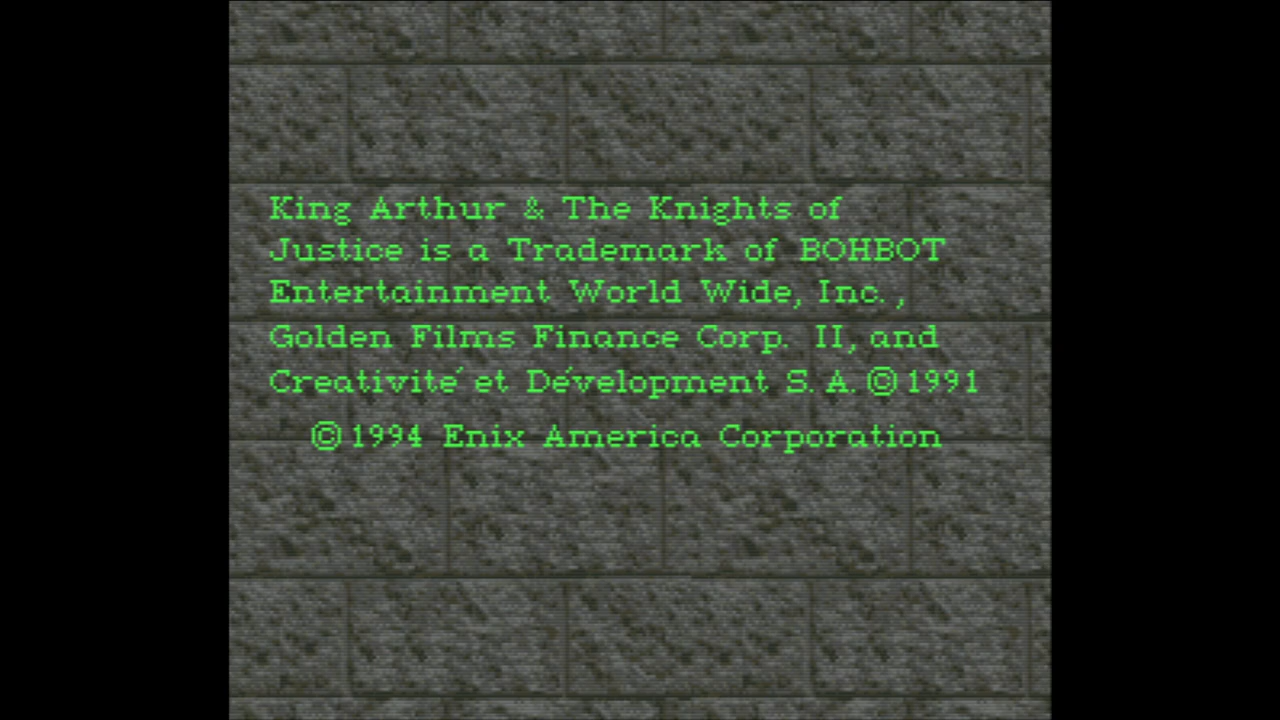 King Arthur & The Knights of
Justice is a Trademark of BOHBOT
Entertainment World Wide, Inc.,
Golden Films Finance Corp. II, and
Creativité et Dévelopment S.A. ©1991
©1994 Enix America Corporation